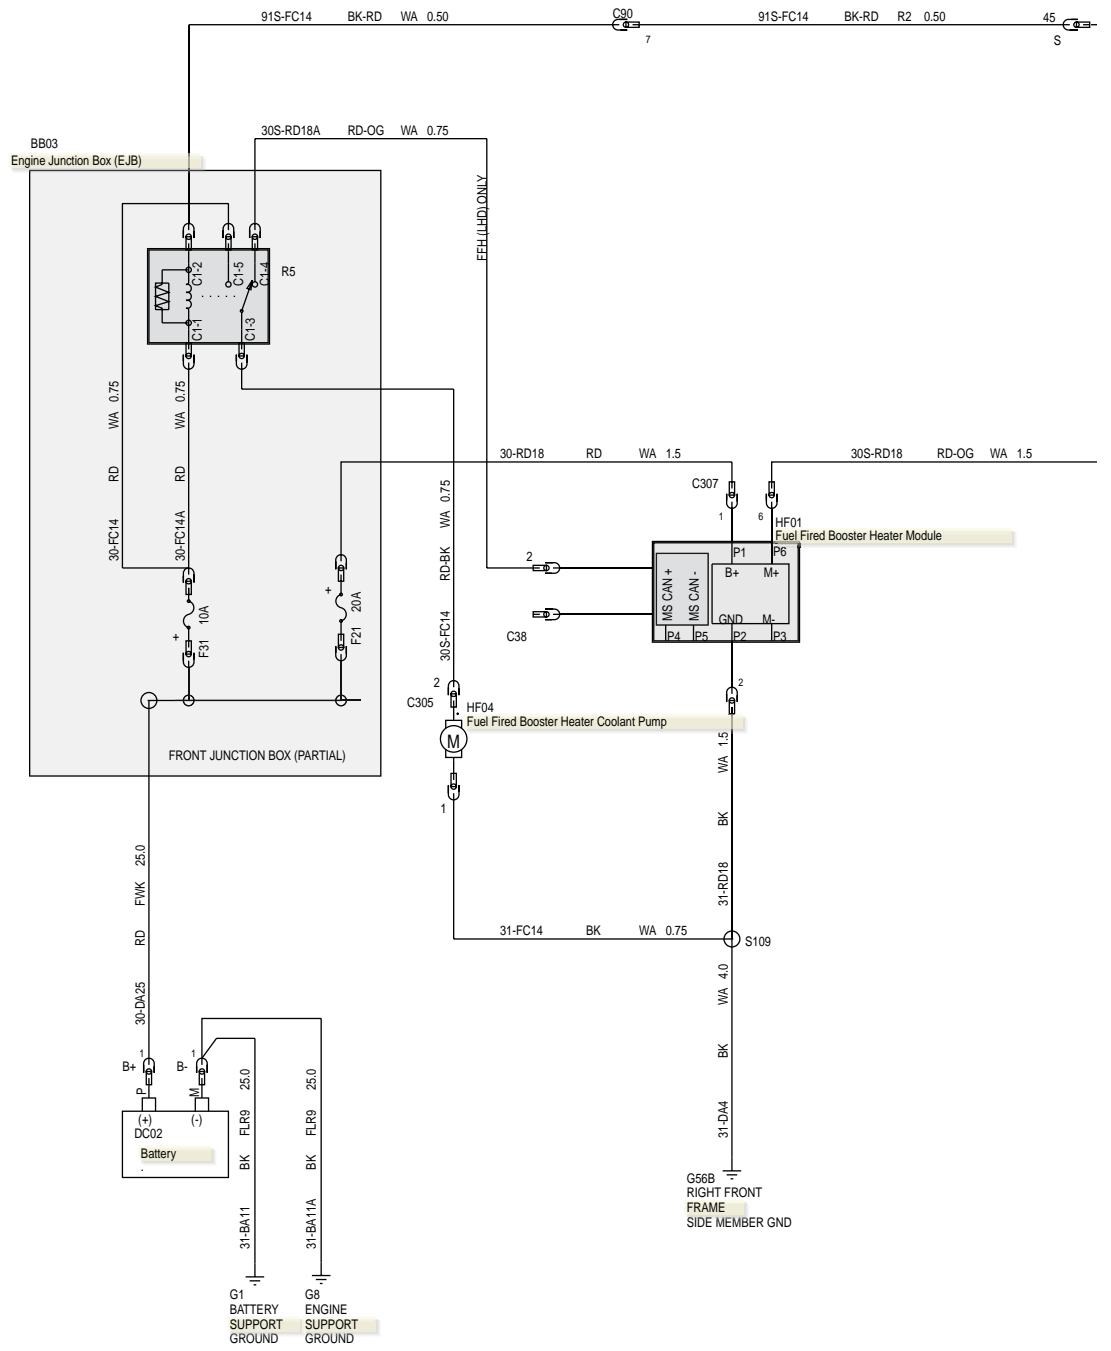 91S-FC14 BK-RD WA 0.50
C90
7
91S-FC14 BK-RD R2 0.50
45
S
BB03
Engine Junction Box (EJB)
30S-RD18A RD-OG WA 0.75
FFH (LHD) ONLY
C1-2
C1-5
C1-4
R5
C1-1
C1-3
30-FC14 RD WA 0.75
30-FC14A RD WA 0.75
30-RD18 RD WA 1.5
30S-RD18 RD-OG WA 1.5
C307
1
6
HF01
Fuel Fired Booster Heater Module
30S-FC14 RD-BK WA 0.75
2
P1
P6
B+
M+
MS CAN +
MS CAN -
GND
M-
P4
P5
P2
P3
C38
+
10A
F31
+
20A
F21
2
C305
HF04
Fuel Fired Booster Heater Coolant Pump
M
1
2
FRONT JUNCTION BOX (PARTIAL)
31-RD18 BK WA 1.5
31-FC14 BK WA 0.75
S109
30-DA25 RD FWK 25.0
31-DA4 BK WA 4.0
B+
1
B-
1
P
M
(+)
(-)
DC02
Battery
.
31-BA11 BK FLR9 25.0
31-BA11A BK FLR9 25.0
G56B
RIGHT FRONT
FRAME
SIDE MEMBER GND
G1
BATTERY
SUPPORT
GROUND
G8
ENGINE
SUPPORT
GROUND